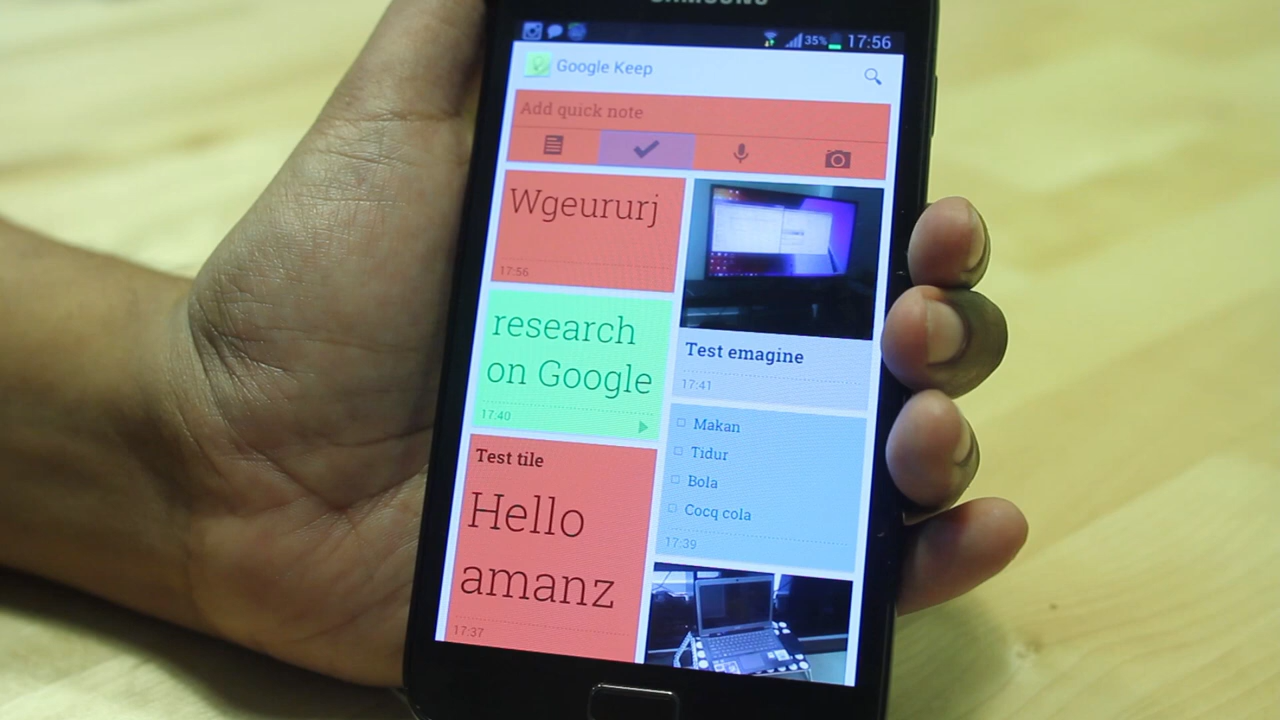 SAMSUNG
35% 17:56
Google Keep
Add quick note
Wgeururj
17:56
research
on Google
17:40
Test tile
Hello
amanz
17:37
Test emagine
17:41
Makan
Tidur
Bola
Cocq cola
17:39